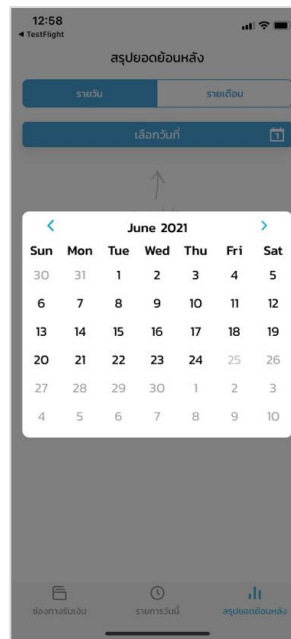 12:58
◀ TestFlight
สรุปยอดย้อนหลัง
รายวัน รายเดือน
เลือกวันที่ 1
June 2021
Sun Mon Tue Wed Thu Fri Sat
30 31 1 2 3 4 5
6 7 8 9 10 11 12
13 14 15 16 17 18 19
20 21 22 23 24 25 26
27 28 29 30 1 2 3
4 5 6 7 8 9 10
ช่องทางรับเงิน รายการวันนี้ สรุปยอดย้อนหลัง